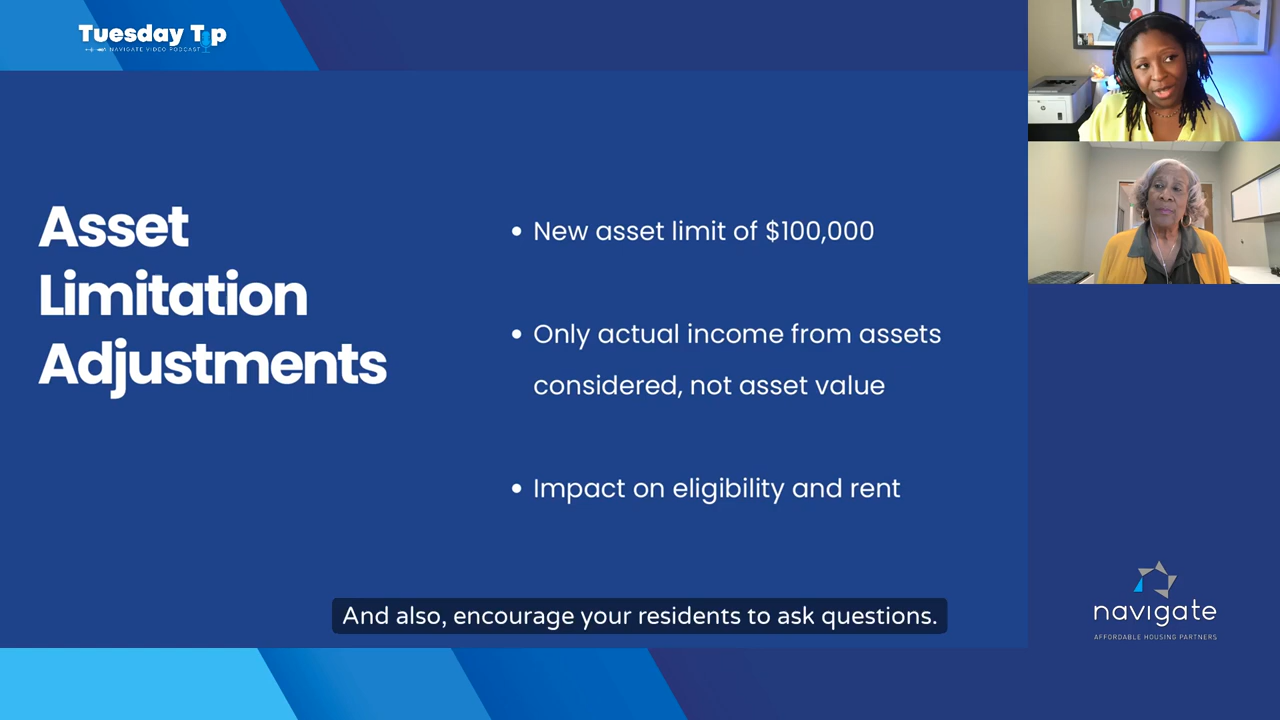 Tuesday Tip
NAVIGATE VIDEO PODCAST
Asset
Limitation
Adjustments
• New asset limit of $100,000
• Only actual income from assets
considered, not asset value
• Impact on eligibility and rent
And also, encourage your residents to ask questions.
navigate
AFFORDABLE HOUSING PARTNERS